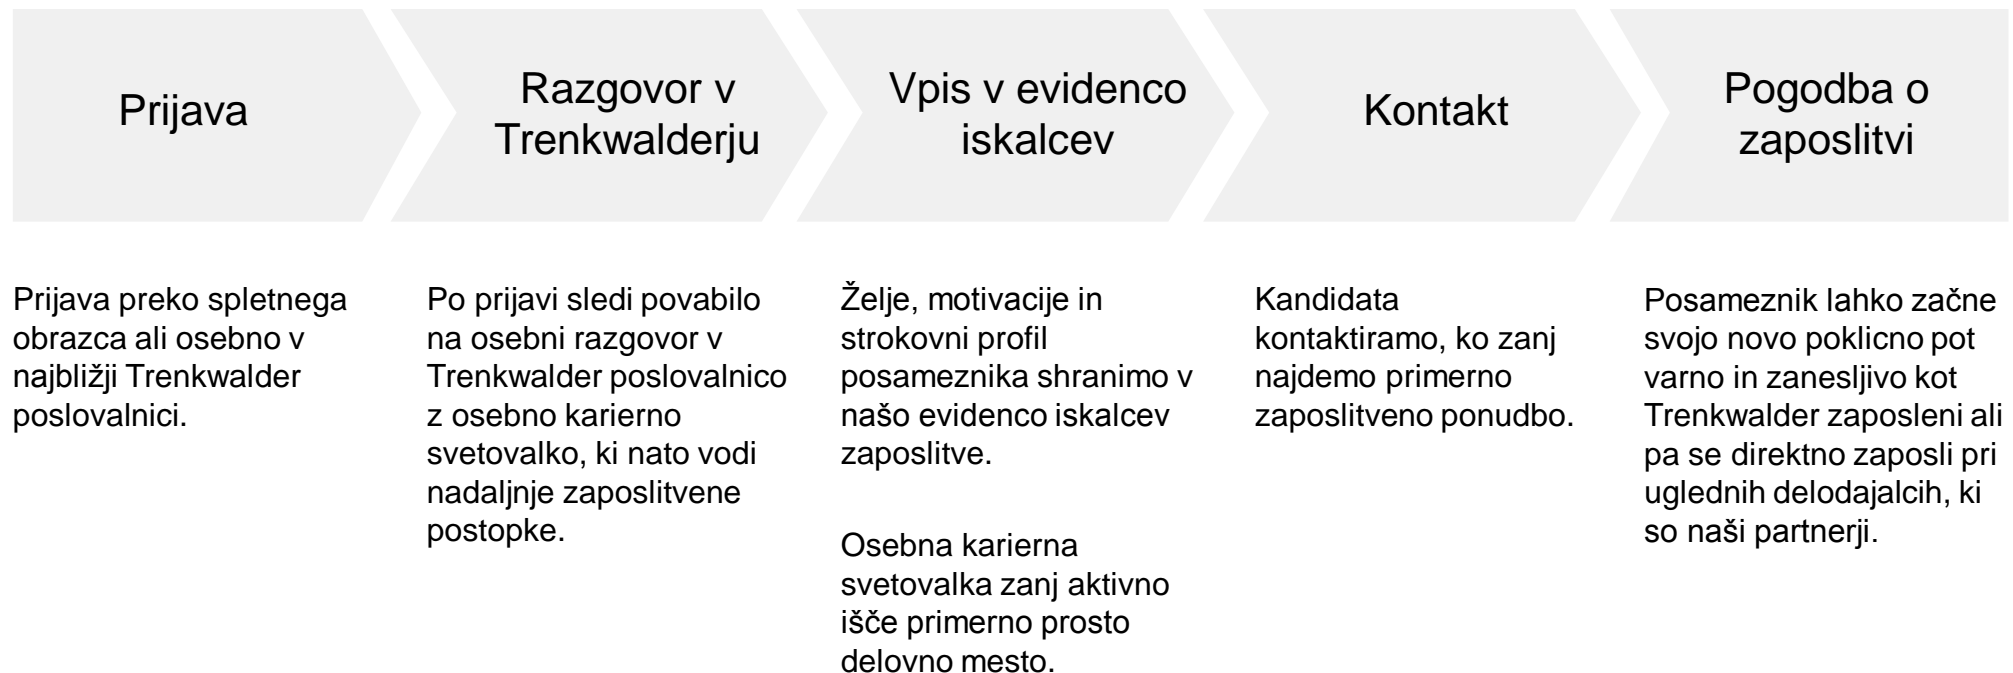 Prijava
Razgovor v
Trenkwalderju
Vpis v evidenco
iskalcev
Kontakt
Pogodba o
zaposlitvi
Prijava preko spletnega
obrazca ali osebno v
najbližji Trenkwalder
poslovalnici.
Po prijavi sledi povabilo
na osebni razgovor v
Trenkwalder poslovalnico
z osebno karierno
svetovalko, ki nato vodi
nadaljnje zaposlitvene
postopke.
Želje, motivacije in
strokovni profil
posameznika shranimo v
našo evidenco iskalcev
zaposlitve.
Osebna karierna
svetovalka zanj aktivno
išče primerno prosto
delovno mesto.
Kandidata
kontaktiramo, ko zanj
najdemo primerno
zaposlitveno ponudbo.
Posameznik lahko začne
svojo novo poklicno pot
varno in zanesljivo kot
Trenkwalder zaposleni ali
pa se direktno zaposli pri
uglednih delodajalcih, ki
so naši partnerji.